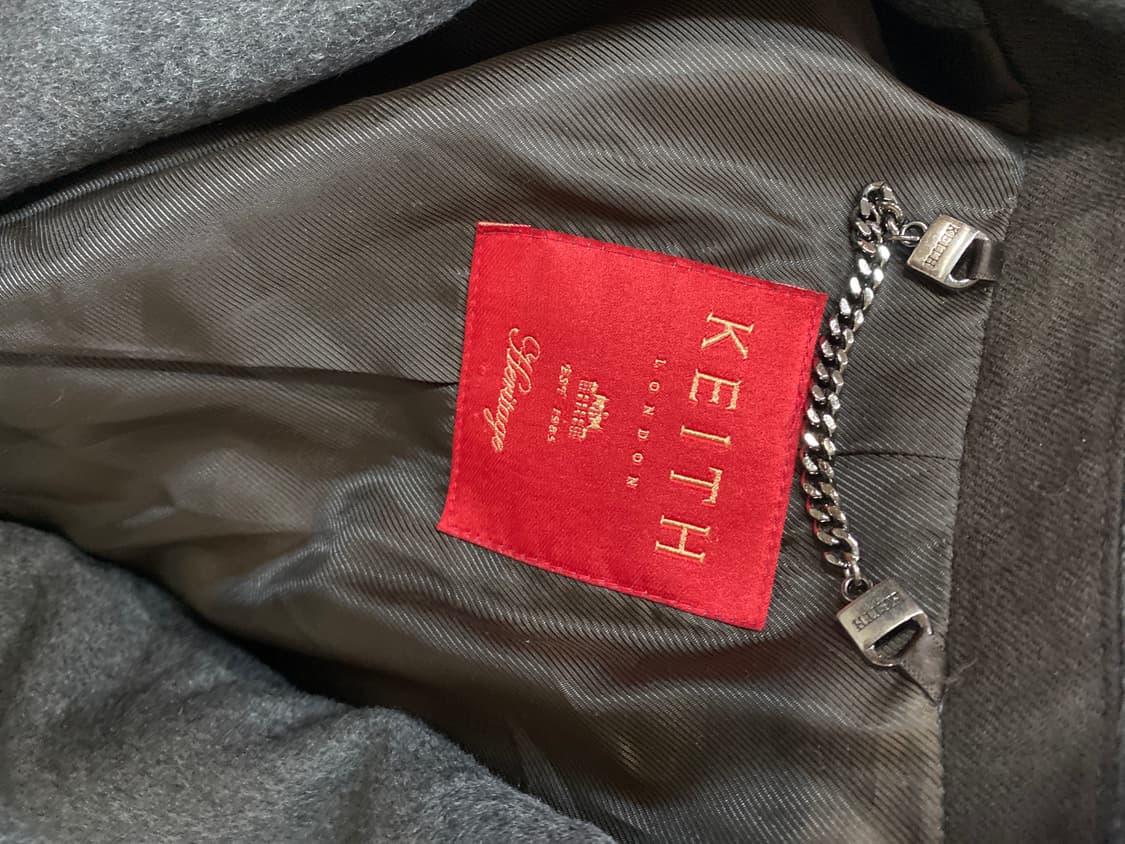 KEITH
LONDON
EST 1985
Heritage
KEITH
KEITH